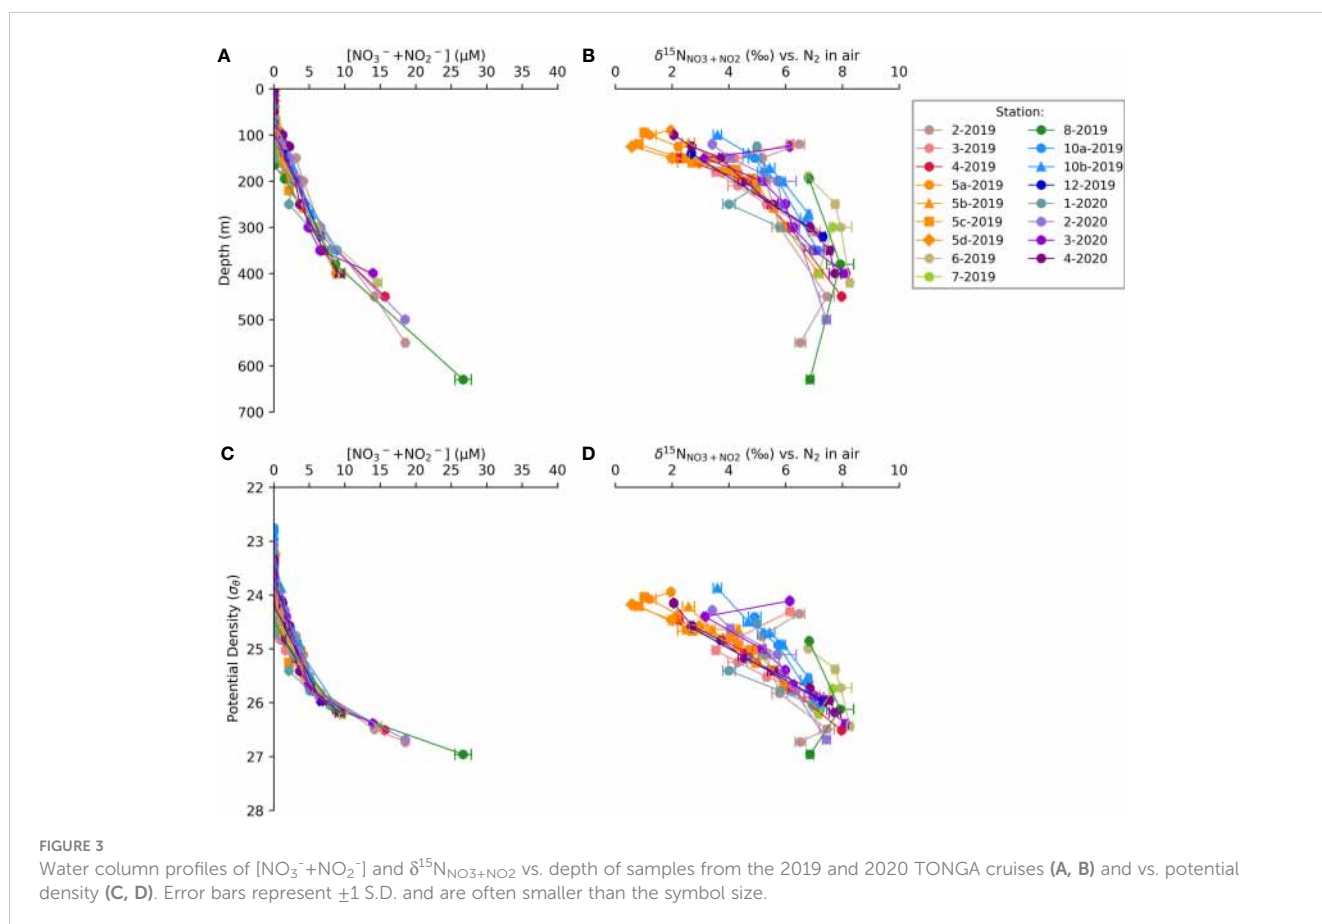 A
[NO₃⁻+NO₂⁻] (μM)
0 5 10 15 20 25 30 35 40
0
100
200
300
400
500
600
700
Depth (m)
B
δ¹⁵N_NO3+NO2 (‰) vs. N₂ in air
0 2 4 6 8 10
Station:
2-2019
3-2019
4-2019
5a-2019
5b-2019
5c-2019
5d-2019
6-2019
7-2019
8-2019
10a-2019
10b-2019
12-2019
1-2020
2-2020
3-2020
4-2020
C
[NO₃⁻+NO₂⁻] (μM)
0 5 10 15 20 25 30 35 40
22
23
24
25
26
27
28
Potential Density (σ_θ)
D
δ¹⁵N_NO3+NO2 (‰) vs. N₂ in air
0 2 4 6 8 10
FIGURE 3
Water column profiles of [NO₃⁻+NO₂⁻] and δ¹⁵N_NO3+NO2 vs. depth of samples from the 2019 and 2020 TONGA cruises (A, B) and vs. potential
density (C, D). Error bars represent ±1 S.D. and are often smaller than the symbol size.